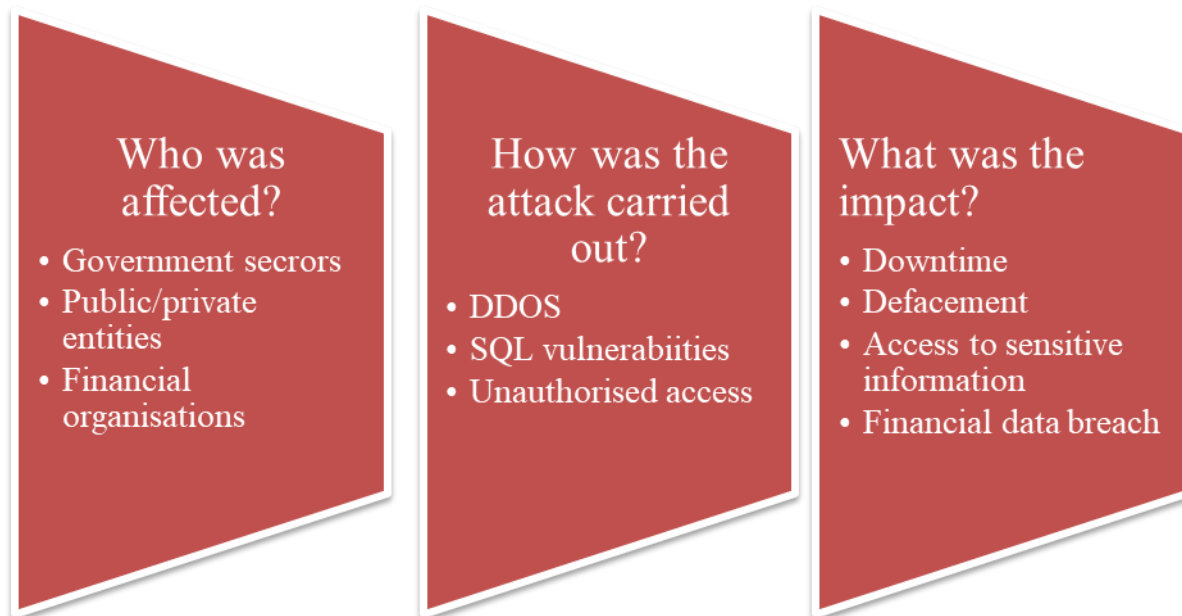 Who was
affected?
• Government secrors
• Public/private
entities
• Financial
organisations
How was the
attack carried
out?
• DDOS
• SQL vulnerabiities
• Unauthorised access
What was the
impact?
• Downtime
• Defacement
• Access to sensitive
information
• Financial data breach